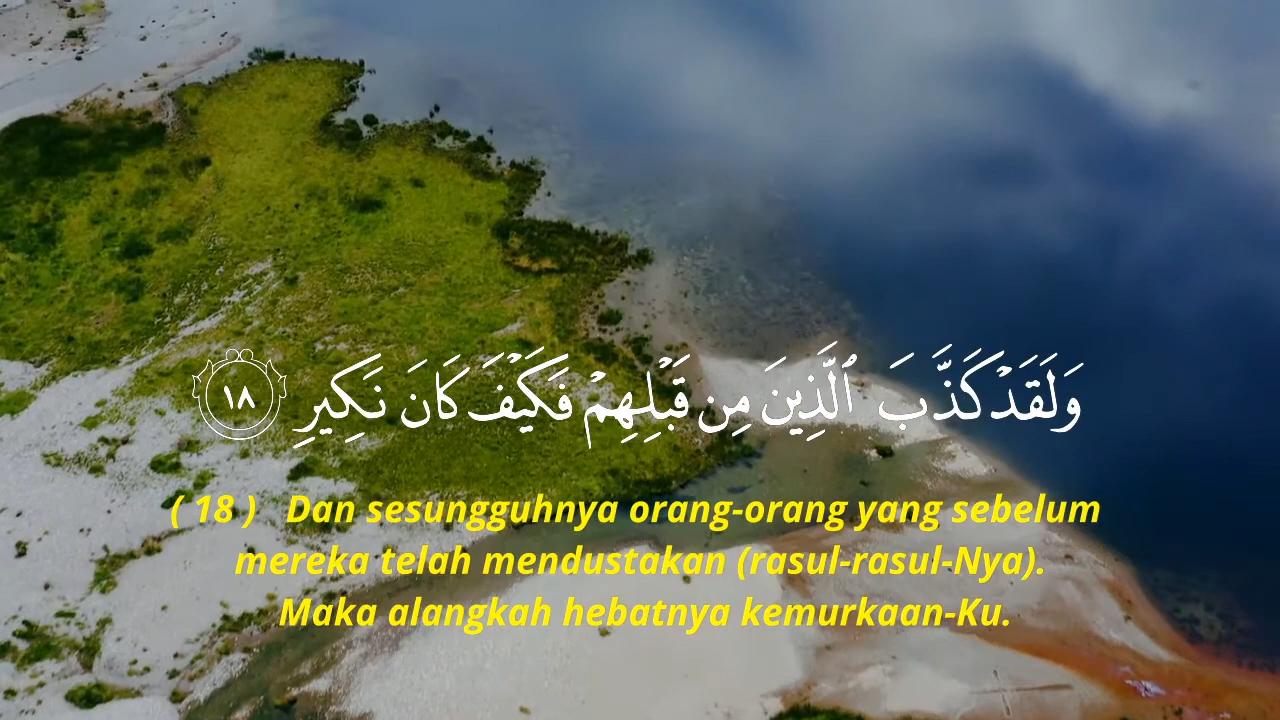 وَلَقَدْ كَذَّبَ ٱلَّذِينَ مِن قَبْلِهِمْ فَكَيْفَ كَانَ نَكِيرِ ١٨
( 18 ) Dan sesungguhnya orang-orang yang sebelum
mereka telah mendustakan (rasul-rasul-Nya).
Maka alangkah hebatnya kemurkaan-Ku.